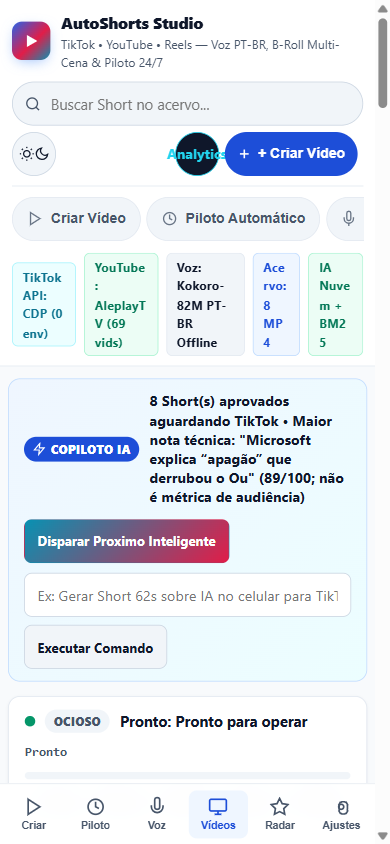 AutoShorts Studio
TikTok • YouTube • Reels — Voz PT-BR, B-Roll Multi-
Cena & Piloto 24/7
Buscar Short no acervo...
Analytics
+ + Criar Vídeo
Criar Vídeo
Piloto Automático
TikTok
API:
CDP (0
env)
YouTube
:
AleplayT
V (69
vids)
Voz:
Kokoro-
82M PT-
BR
Offline
Ace
rvo:
8
MP
4
IA
Nuve
m +
BM2
5
COPILOTO IA
8 Short(s) aprovados
aguardando TikTok • Maior
nota técnica: "Microsoft
explica “apagão” que
derrubou o Ou" (89/100; não
é métrica de audiência)
Disparar Proximo Inteligente
Ex: Gerar Short 62s sobre IA no celular para TikT
Executar Comando
OCIOSO
Pronto: Pronto para operar
Pronto
Criar
Piloto
Voz
Vídeos
Radar
Ajustes